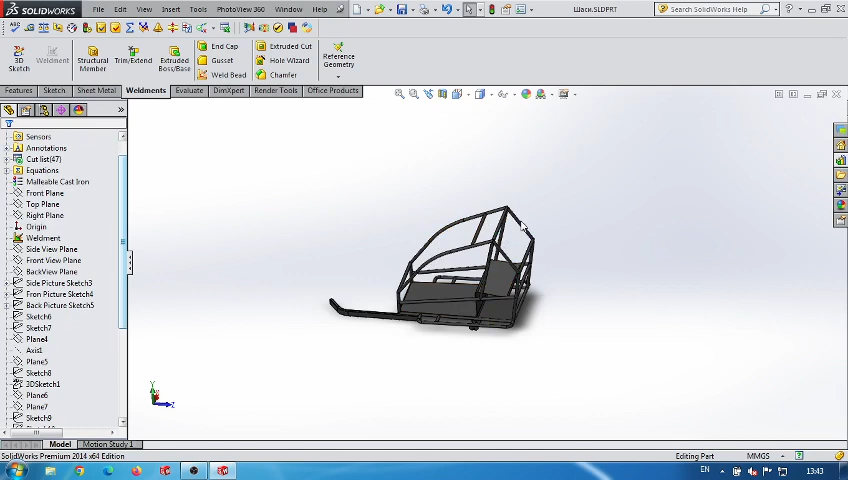 SOLIDWORKS File Edit View Insert Tools PhotoView 360 Window Help Шаси.SLDPRT Search SolidWorks Help
3D Sketch Weldment Structural Member Trim/Extend Extruded Boss/Base End Cap Extruded Cut Reference Geometry
Gusset Hole Wizard
Weld Bead Chamfer
Features Sketch Sheet Metal Weldments Evaluate DimXpert Render Tools Office Products
Sensors
Annotations
Cut list(47)
Equations
Malleable Cast Iron
Front Plane
Top Plane
Right Plane
Origin
Weldment
Side View Plane
Front View Plane
BackView Plane
Side Picture Sketch3
Fron Picture Sketch4
Back Picture Sketch5
Sketch6
Sketch7
Plane4
Axis1
Plane5
Sketch8
3DSketch1
Plane6
Plane7
Sketch9
Y
Z
Model Motion Study 1
SolidWorks Premium 2014 x64 Edition Editing Part MMGS
EN 13:43